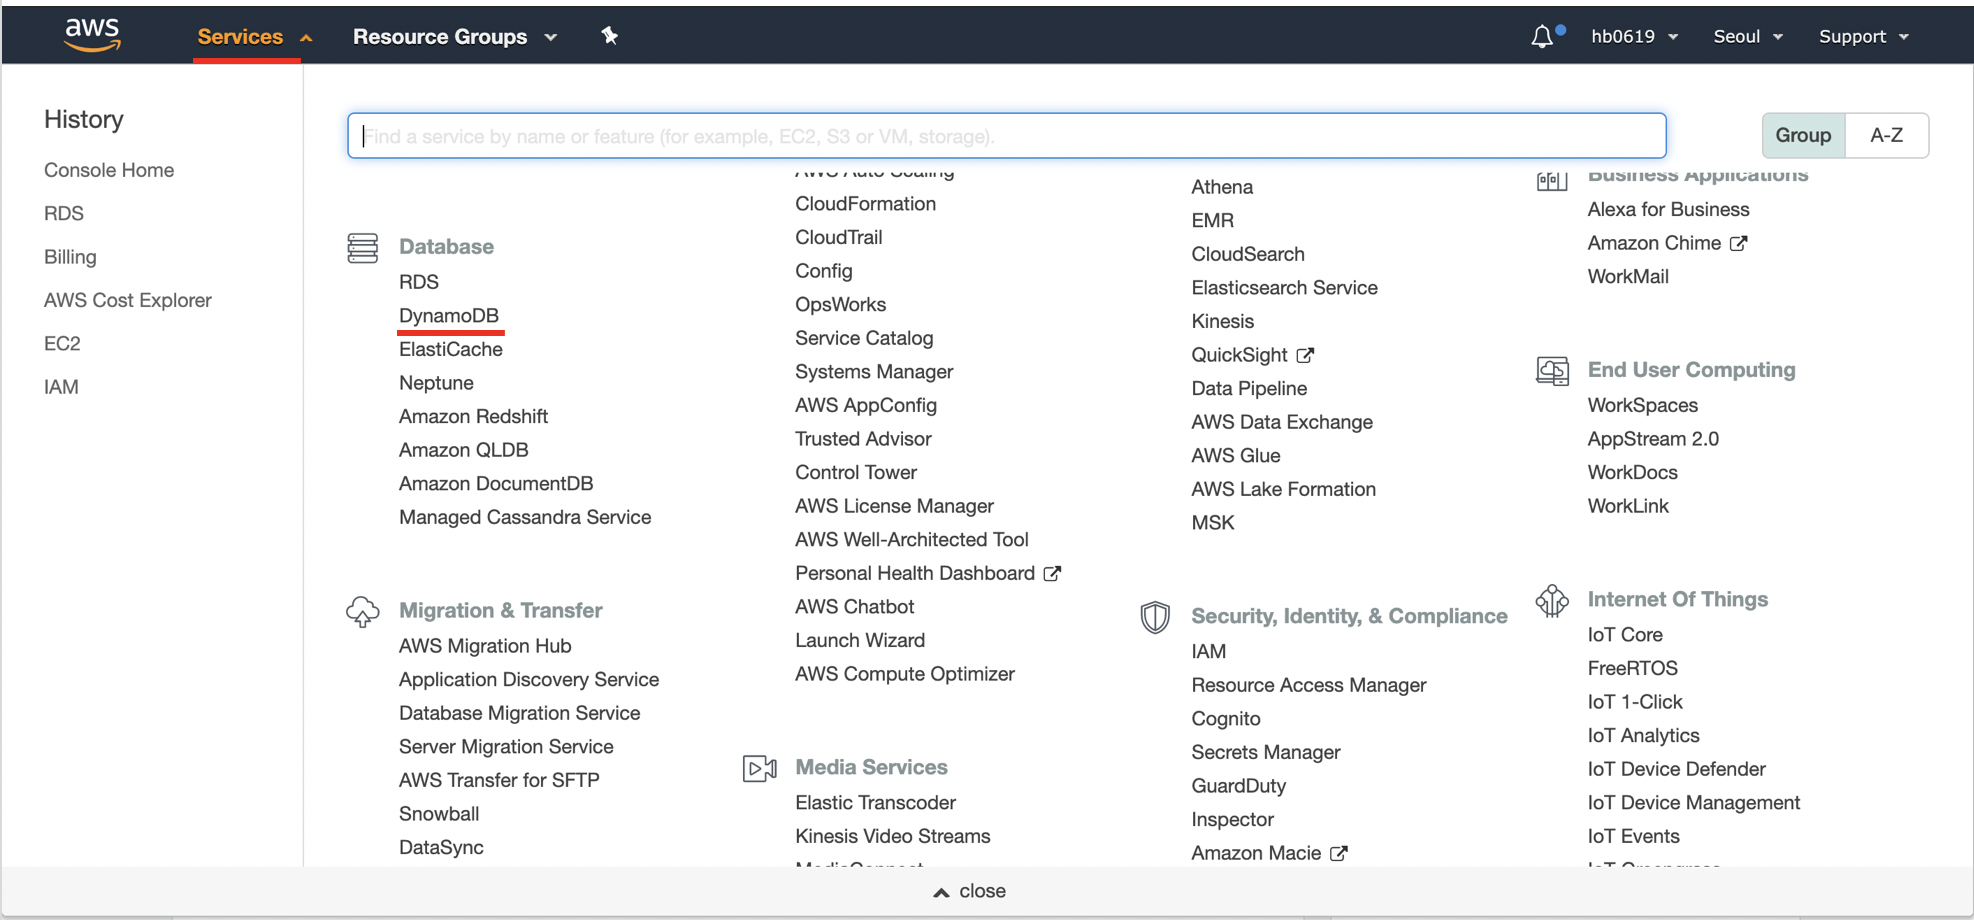 aws
Services
Resource Groups
hb0619
Seoul
Support
History
Console Home
RDS
Billing
AWS Cost Explorer
EC2
IAM
Find a service by name or feature (for example, EC2, S3 or VM, storage).
Group
A-Z
Database
RDS
DynamoDB
ElastiCache
Neptune
Amazon Redshift
Amazon QLDB
Amazon DocumentDB
Managed Cassandra Service
Migration & Transfer
AWS Migration Hub
Application Discovery Service
Database Migration Service
Server Migration Service
AWS Transfer for SFTP
Snowball
DataSync
AWS Auto Scaling
CloudFormation
CloudTrail
Config
OpsWorks
Service Catalog
Systems Manager
AWS AppConfig
Trusted Advisor
Control Tower
AWS License Manager
AWS Well-Architected Tool
Personal Health Dashboard
AWS Chatbot
Launch Wizard
AWS Compute Optimizer
Media Services
Elastic Transcoder
Kinesis Video Streams
MediaConnect
Athena
EMR
CloudSearch
Elasticsearch Service
Kinesis
QuickSight
Data Pipeline
AWS Data Exchange
AWS Glue
AWS Lake Formation
MSK
Security, Identity, & Compliance
IAM
Resource Access Manager
Cognito
Secrets Manager
GuardDuty
Inspector
Amazon Macie
Business Applications
Alexa for Business
Amazon Chime
WorkMail
End User Computing
WorkSpaces
AppStream 2.0
WorkDocs
WorkLink
Internet Of Things
IoT Core
FreeRTOS
IoT 1-Click
IoT Analytics
IoT Device Defender
IoT Device Management
IoT Events
IoT Greengrass
close